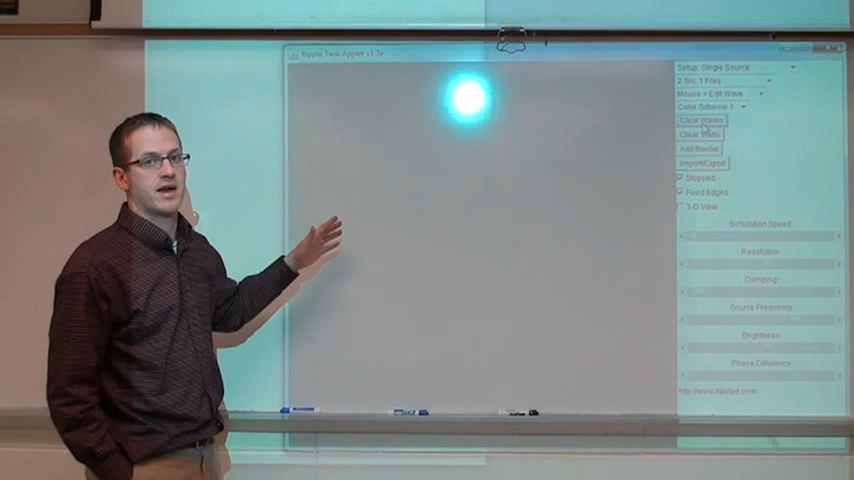 Ripple Tank Applet v1.7e
Setup: Single Source
2 Src, 1 Freq
Mouse = Edit Wave
Color Scheme 1
Clear Waves
Clear Walls
Add Border
Import/Export
Stopped
Fixed Edges
3-D View
Simulation Speed
Resolution
Damping
Source Frequency
Brightness
Phase Difference
http://www.falstad.com